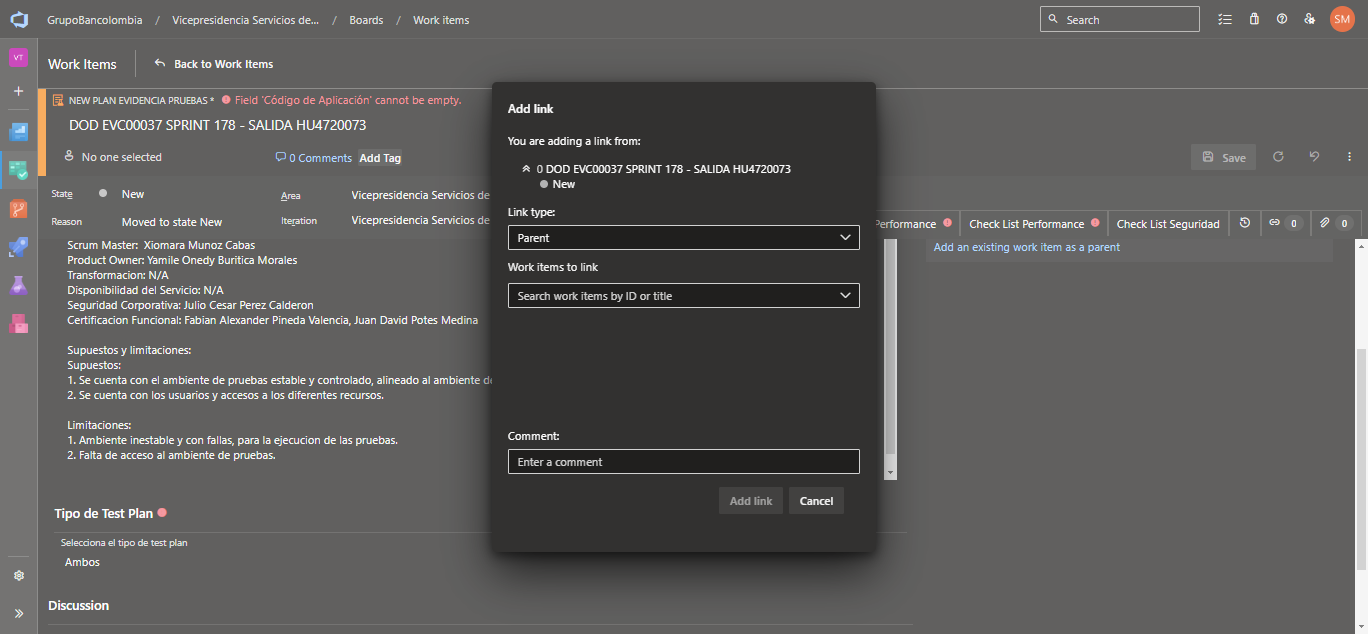 GrupoBancolombia / Vicepresidencia Servicios de... / Boards / Work items
Search
SM
VT
Work Items
Back to Work Items
NEW PLAN EVIDENCIA PRUEBAS * Field 'Código de Aplicación' cannot be empty.
DOD EVC00037 SPRINT 178 - SALIDA HU4720073
No one selected
0 Comments
Add Tag
Save
State
New
Area
Vicepresidencia Servicios de
Reason
Moved to state New
Iteration
Vicepresidencia Servicios de
Performance
Check List Performance
Check List Seguridad
0
0
Scrum Master: Xiomara Munoz Cabas
Product Owner: Yamile Onedy Buritica Morales
Transformacion: N/A
Disponibilidad del Servicio: N/A
Seguridad Corporativa: Julio Cesar Perez Calderon
Certificacion Funcional: Fabian Alexander Pineda Valencia, Juan David Potes Medina
Supuestos y limitaciones:
Supuestos:
1. Se cuenta con el ambiente de pruebas estable y controlado, alineado al ambiente de
2. Se cuenta con los usuarios y accesos a los diferentes recursos.
Limitaciones:
1. Ambiente inestable y con fallas, para la ejecucion de las pruebas.
2. Falta de acceso al ambiente de pruebas.
Tipo de Test Plan
Selecciona el tipo de test plan
Ambos
Discussion
Add link
You are adding a link from:
0 DOD EVC00037 SPRINT 178 - SALIDA HU4720073
New
Link type:
Parent
Work items to link
Search work items by ID or title
Comment:
Enter a comment
Add link
Cancel
Add an existing work item as a parent